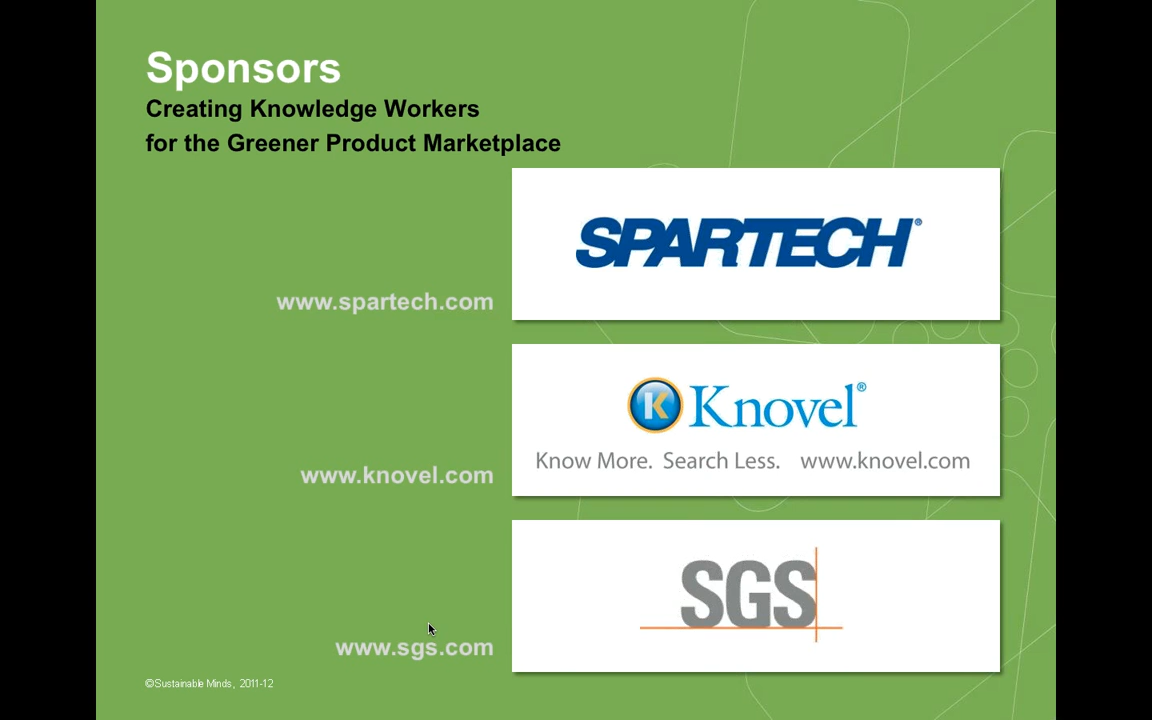 Sponsors
Creating Knowledge Workers
for the Greener Product Marketplace
SPARTECH®
www.spartech.com
K Knovel®
Know More. Search Less. www.knovel.com
www.knovel.com
SGS
www.sgs.com
©Sustainable Minds, 2011-12